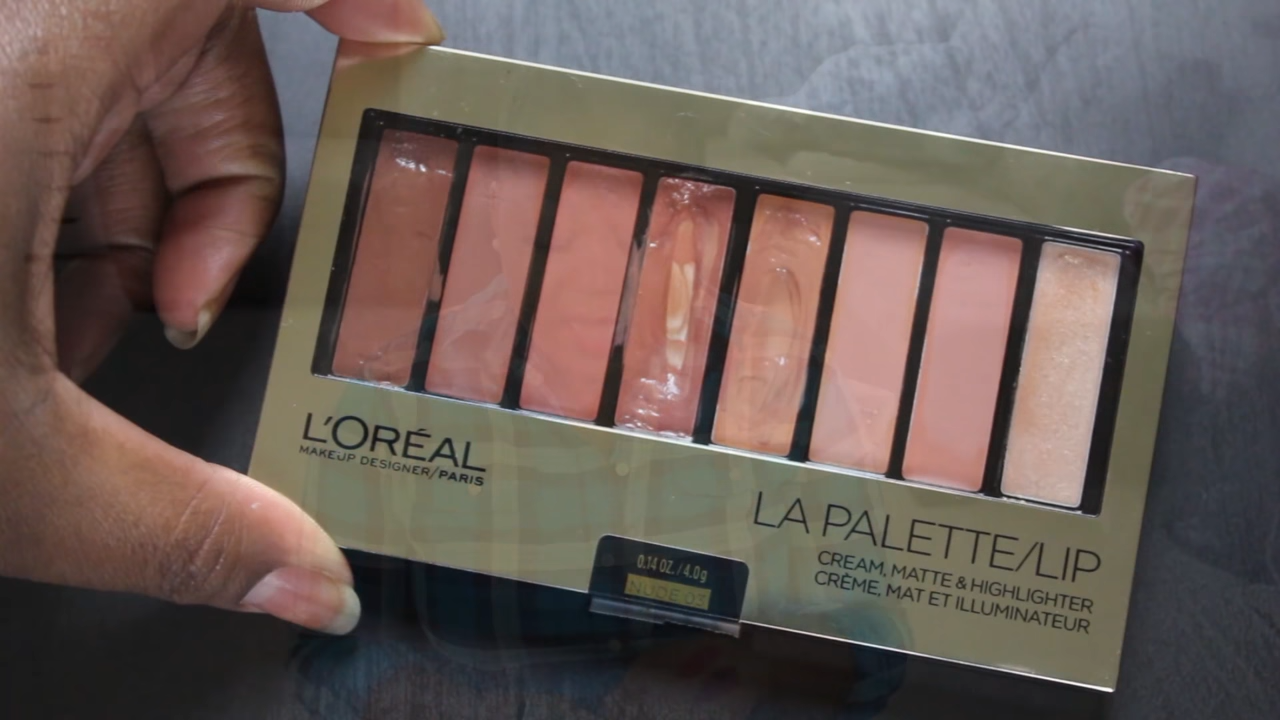 L'ORÉAL
MAKEUP DESIGNER/PARIS
LA PALETTE/LIP
CREAM, MATTE & HIGHLIGHTER
CRÈME, MAT ET ILLUMINATEUR
0.14 OZ. / 4.0g
NUDE 03